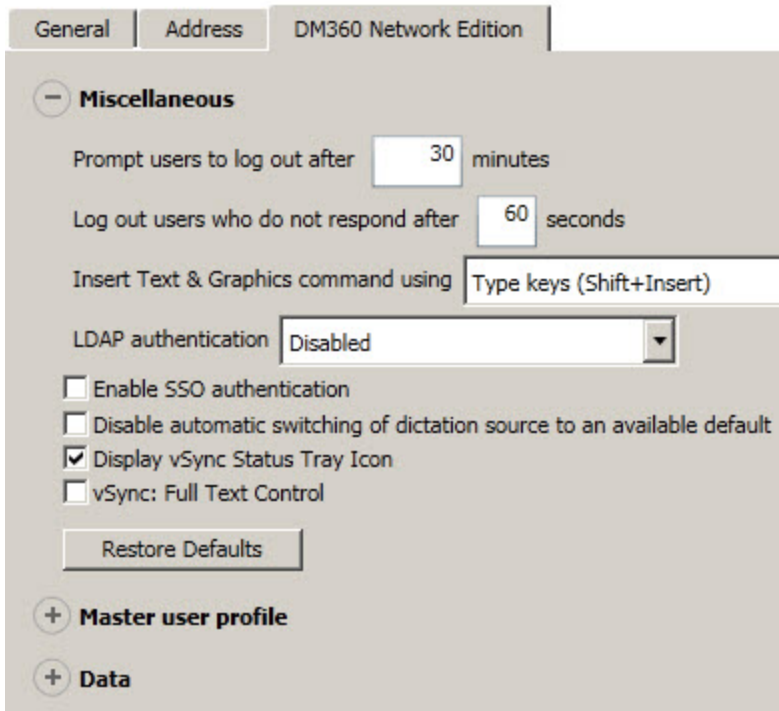 General Address DM360 Network Edition
Miscellaneous
Prompt users to log out after 30 minutes
Log out users who do not respond after 60 seconds
Insert Text & Graphics command using Type keys (Shift+Insert)
LDAP authentication Disabled
Enable SSO authentication
Disable automatic switching of dictation source to an available default
Display vSync Status Tray Icon
vSync: Full Text Control
Restore Defaults
Master user profile
Data